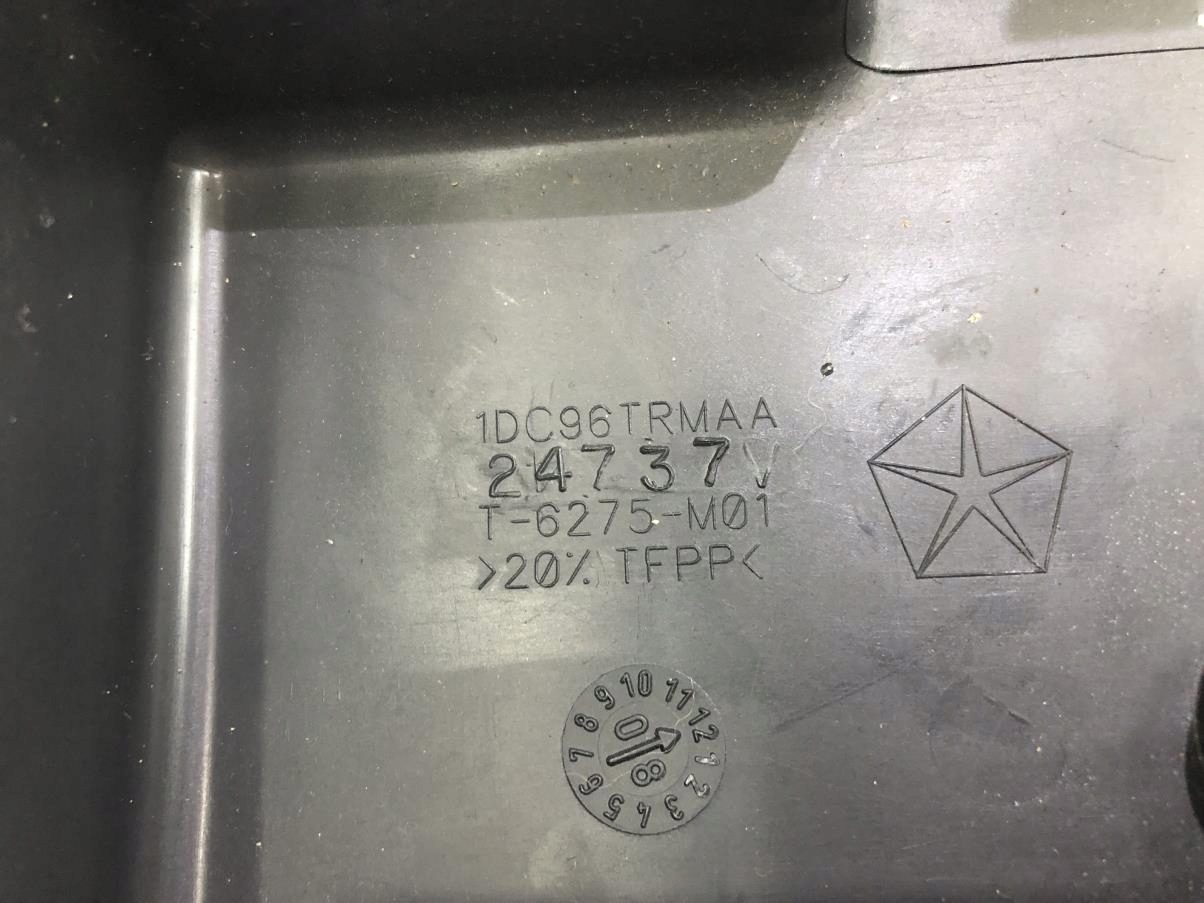 1DC96TRMAA
24737V
T-6275-M01
>20% TFPP<
1 2 3 4 5 6 7 8 9 10 11 12
08